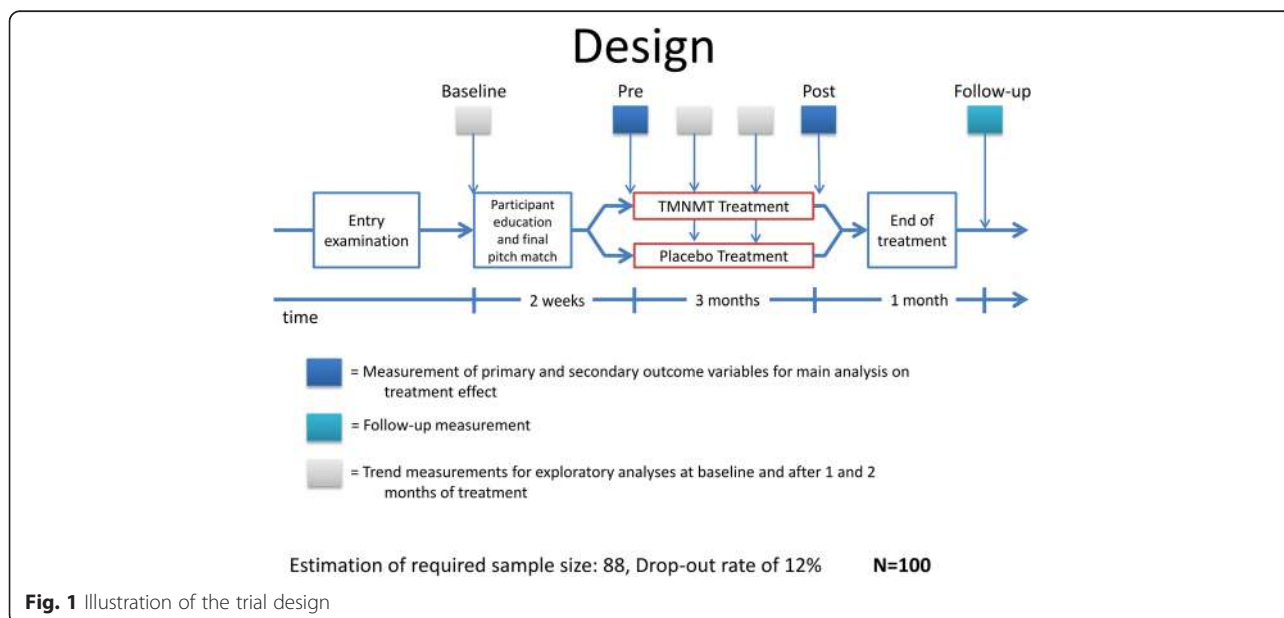 Design
Baseline
Pre
Post
Follow-up
Entry
examination
Participant
education
and final
pitch match
TMNMT Treatment
Placebo Treatment
End of
treatment
2 weeks
3 months
1 month
time
= Measurement of primary and secondary outcome variables for main analysis on
treatment effect
= Follow-up measurement
= Trend measurements for exploratory analyses at baseline and after 1 and 2
months of treatment
Estimation of required sample size: 88, Drop-out rate of 12% N=100
Fig. 1 Illustration of the trial design